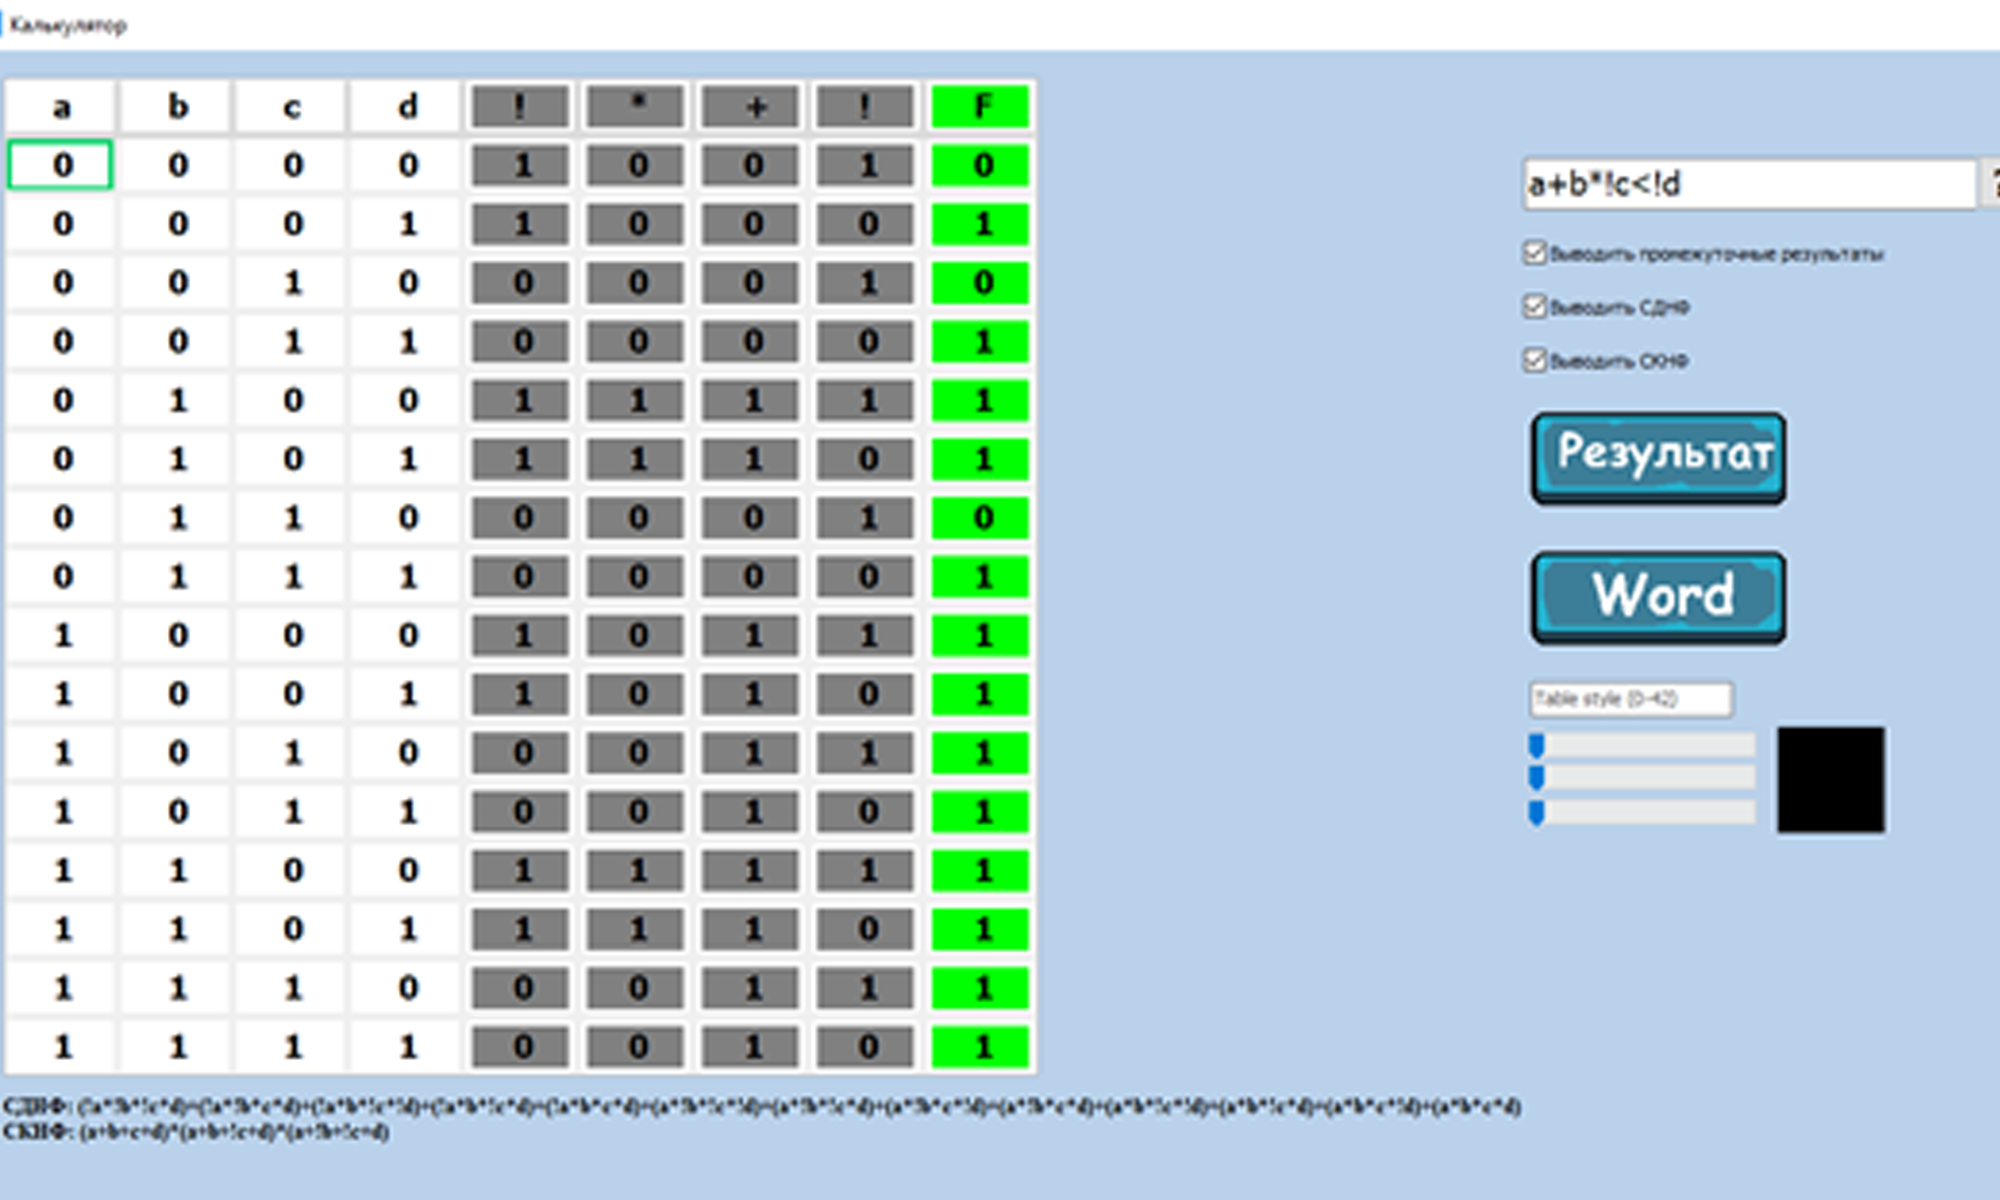 Калькулятор
a b c d ! * + ! F
0 0 0 0 1 0 0 1 0
0 0 0 1 1 0 0 0 1
0 0 1 0 0 0 0 1 0
0 0 1 1 0 0 0 0 1
0 1 0 0 1 1 1 1 1
0 1 0 1 1 1 1 0 1
0 1 1 0 0 0 0 1 0
0 1 1 1 0 0 0 0 1
1 0 0 0 1 0 1 1 1
1 0 0 1 1 0 1 0 1
1 0 1 0 0 0 1 1 1
1 0 1 1 0 0 1 0 1
1 1 0 0 1 1 1 1 1
1 1 0 1 1 1 1 0 1
1 1 1 0 0 0 1 1 1
1 1 1 1 0 0 1 0 1
a+b*!c<!d
?
Выводить промежуточные результаты
Выводить СДНФ
Выводить СКНФ
Результат
Word
Table style (0-42)
СДНФ: (!a*!b*!c*d)+(!a*!b*c*d)+(!a*b*!c*!d)+(!a*b*!c*d)+(!a*b*c*d)+(a*!b*!c*!d)+(a*!b*!c*d)+(a*!b*c*!d)+(a*!b*c*d)+(a*b*!c*!d)+(a*b*!c*d)+(a*b*c*!d)+(a*b*c*d)
СКНФ: (a+b+c+d)*(a+b+!c+d)*(a+!b+!c+d)